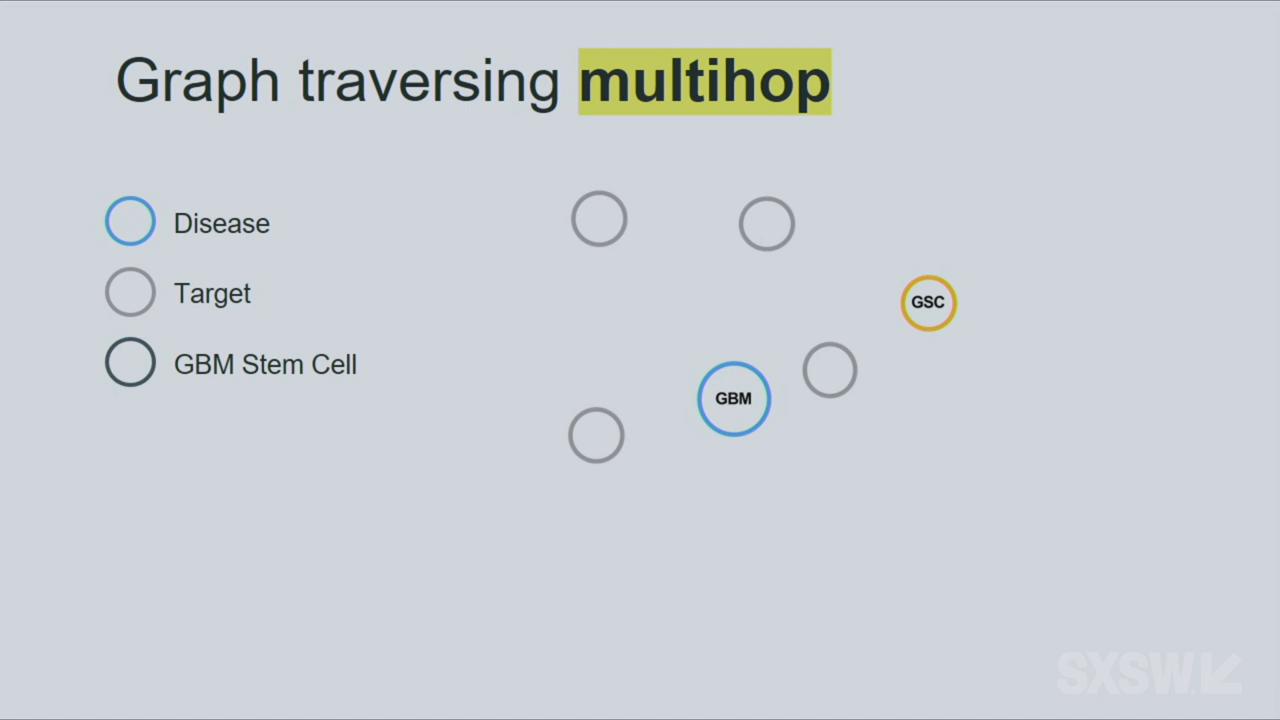 Graph traversing multihop
Disease
Target
GBM Stem Cell
GSC
GBM
SXSW